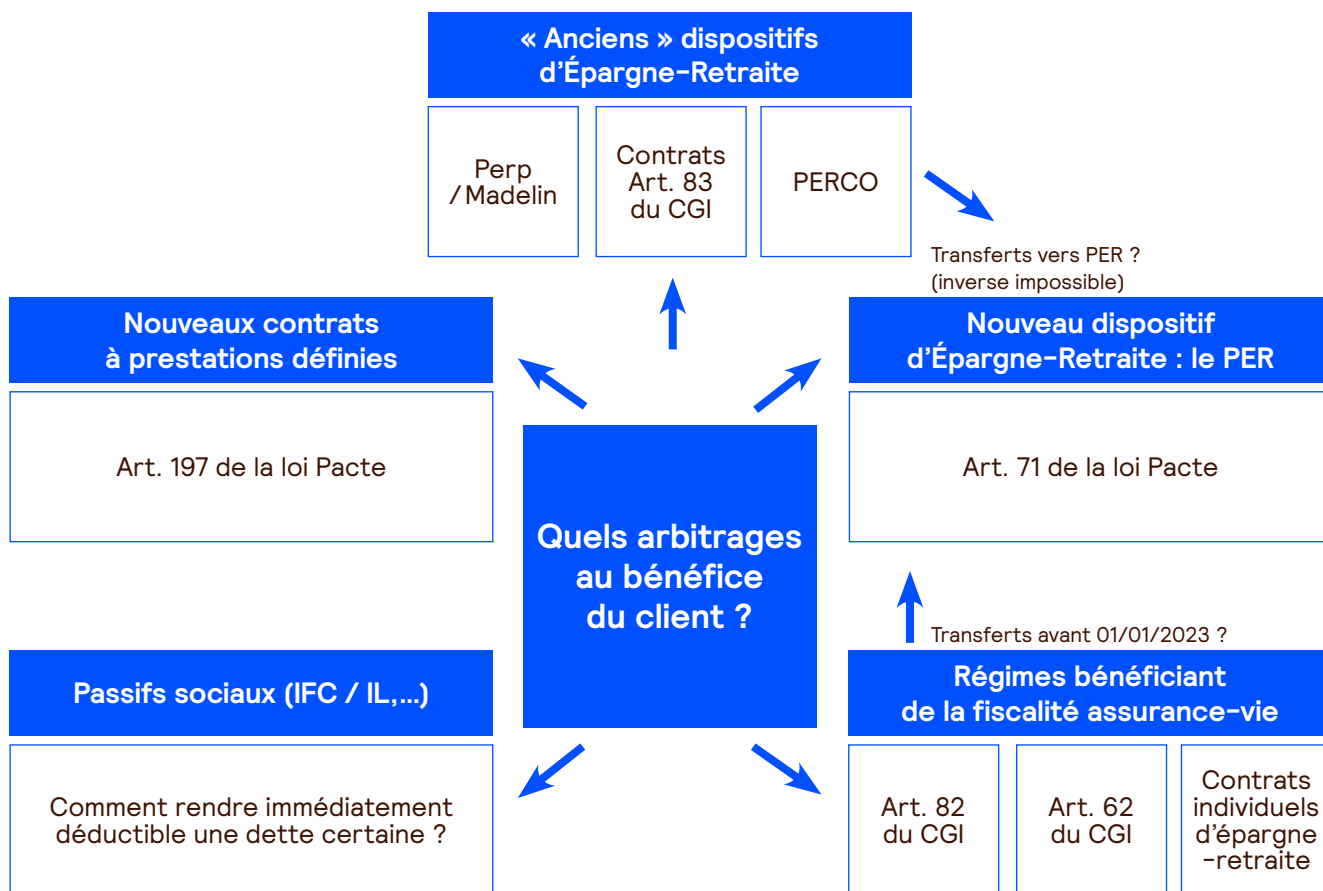 « Anciens » dispositifs
d'Épargne-Retraite
Perp
/ Madelin
Contrats
Art. 83
du CGI
PERCO
Transferts vers PER ?
(inverse impossible)
Nouveaux contrats
à prestations définies
Art. 197 de la loi Pacte
Nouveau dispositif
d'Épargne-Retraite : le PER
Art. 71 de la loi Pacte
Quels arbitrages
au bénéfice
du client ?
Transferts avant 01/01/2023 ?
Passifs sociaux (IFC / IL,...)
Comment rendre immédiatement
déductible une dette certaine ?
Régimes bénéficiant
de la fiscalité assurance-vie
Art. 82
du CGI
Art. 62
du CGI
Contrats
individuels
d'épargne
-retraite